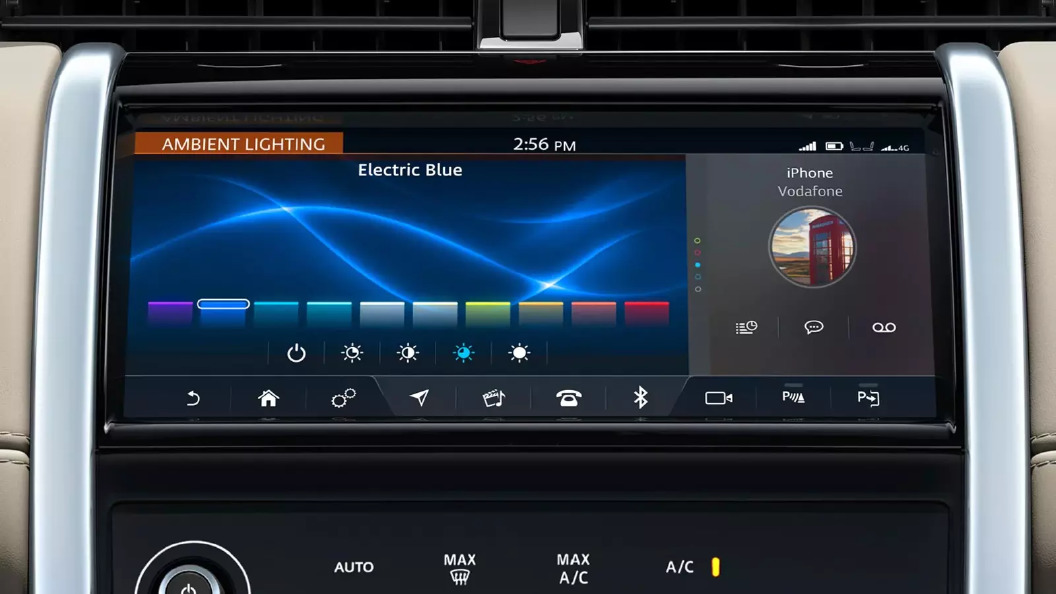 AMBIENT LIGHTING
2:56 PM
4G
Electric Blue
iPhone
Vodafone
P
P
AUTO
MAX
MAX
A/C
A/C